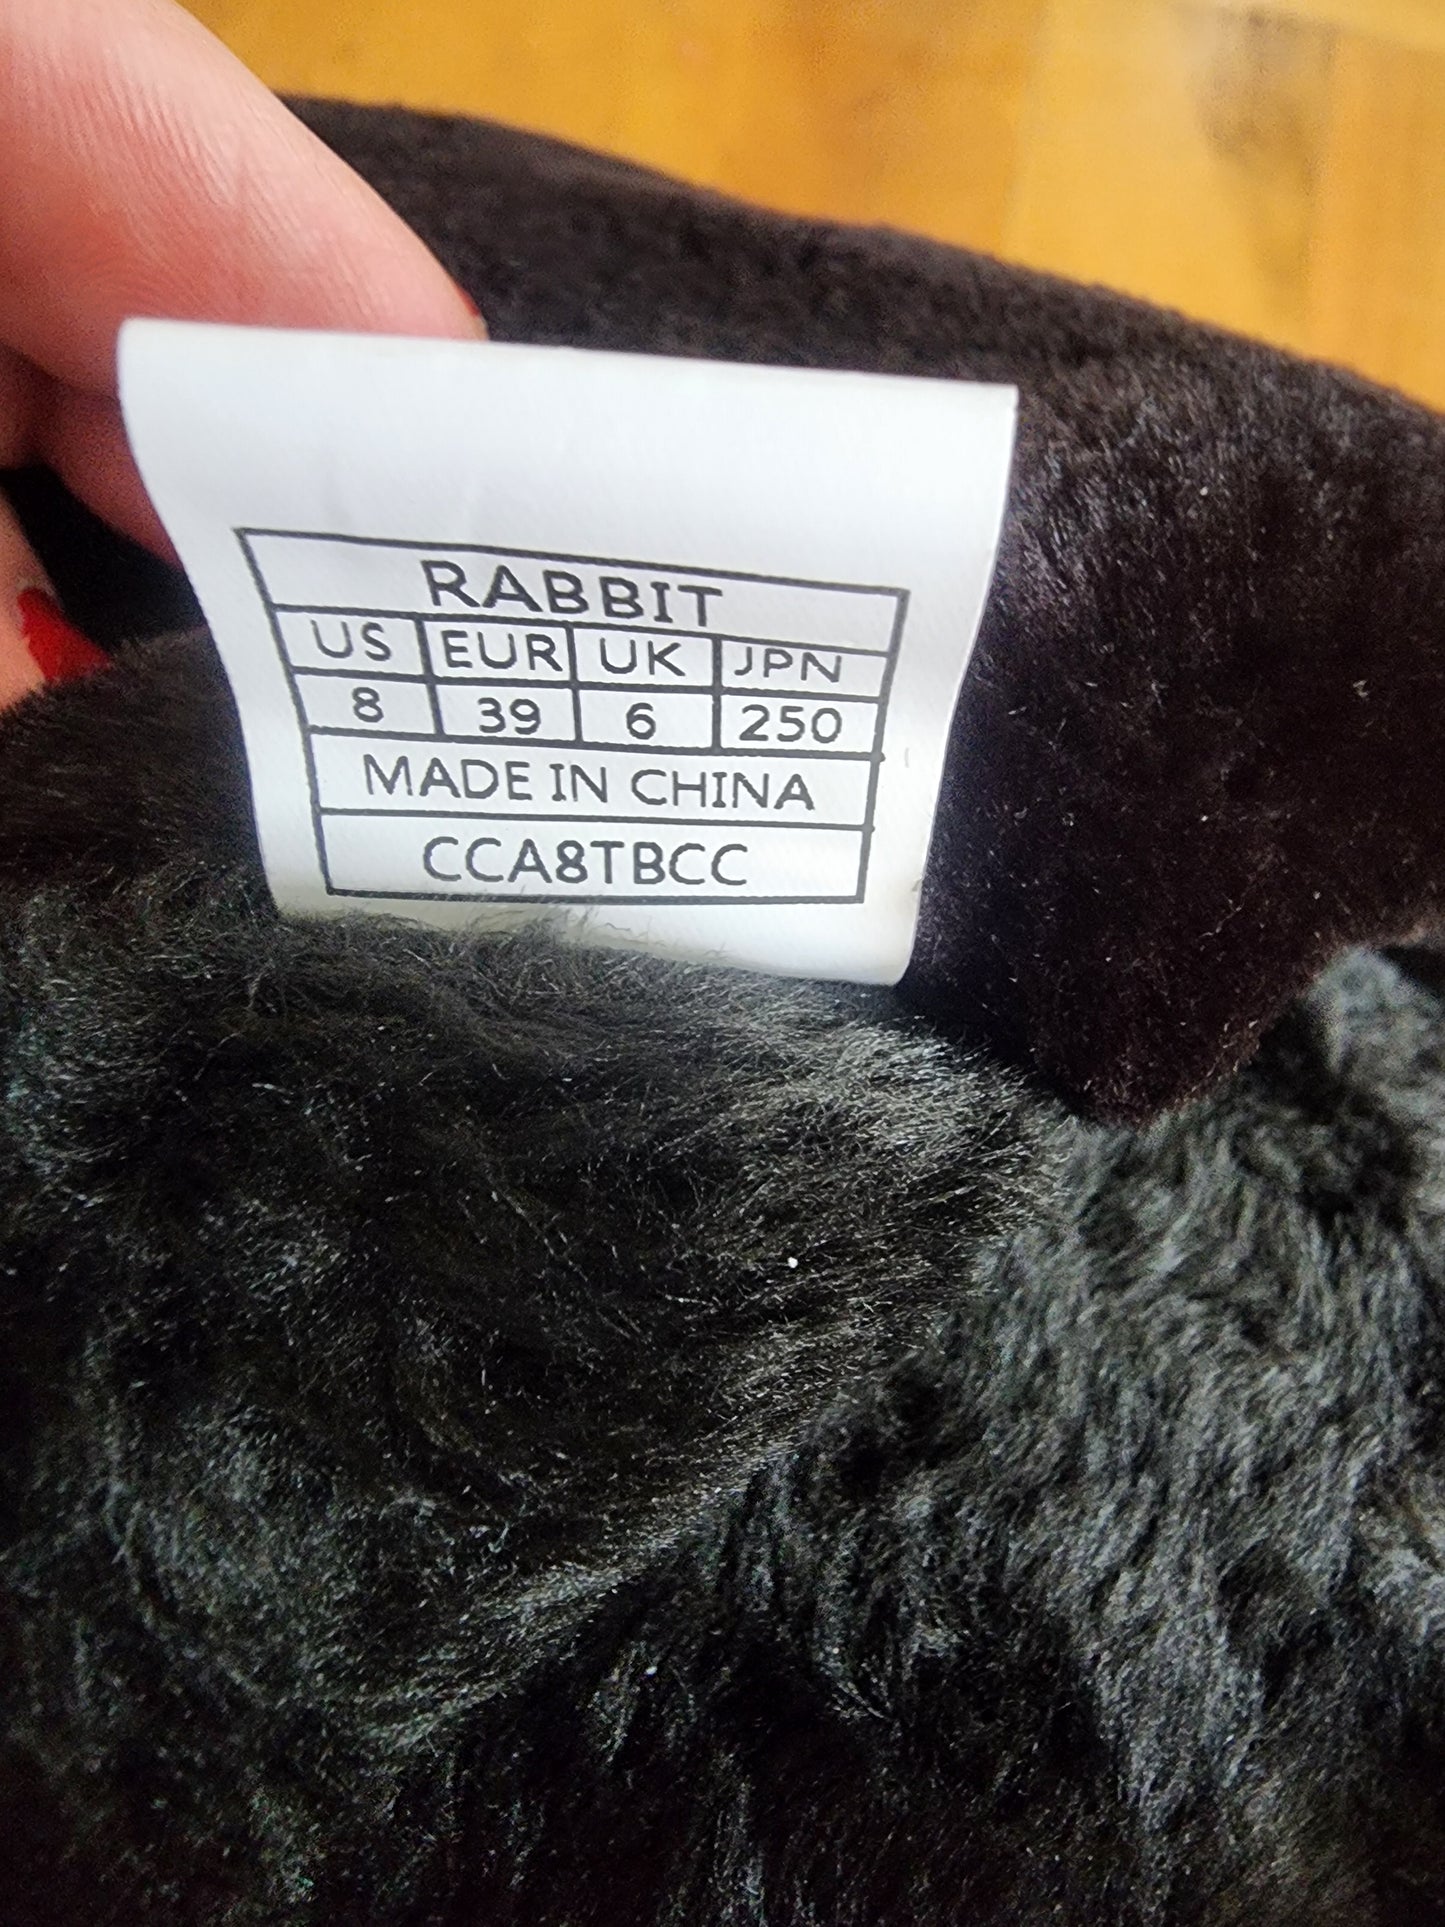 RABBIT
US EUR UK JPN
8 39 6 250
MADE IN CHINA
CCA8TBCC